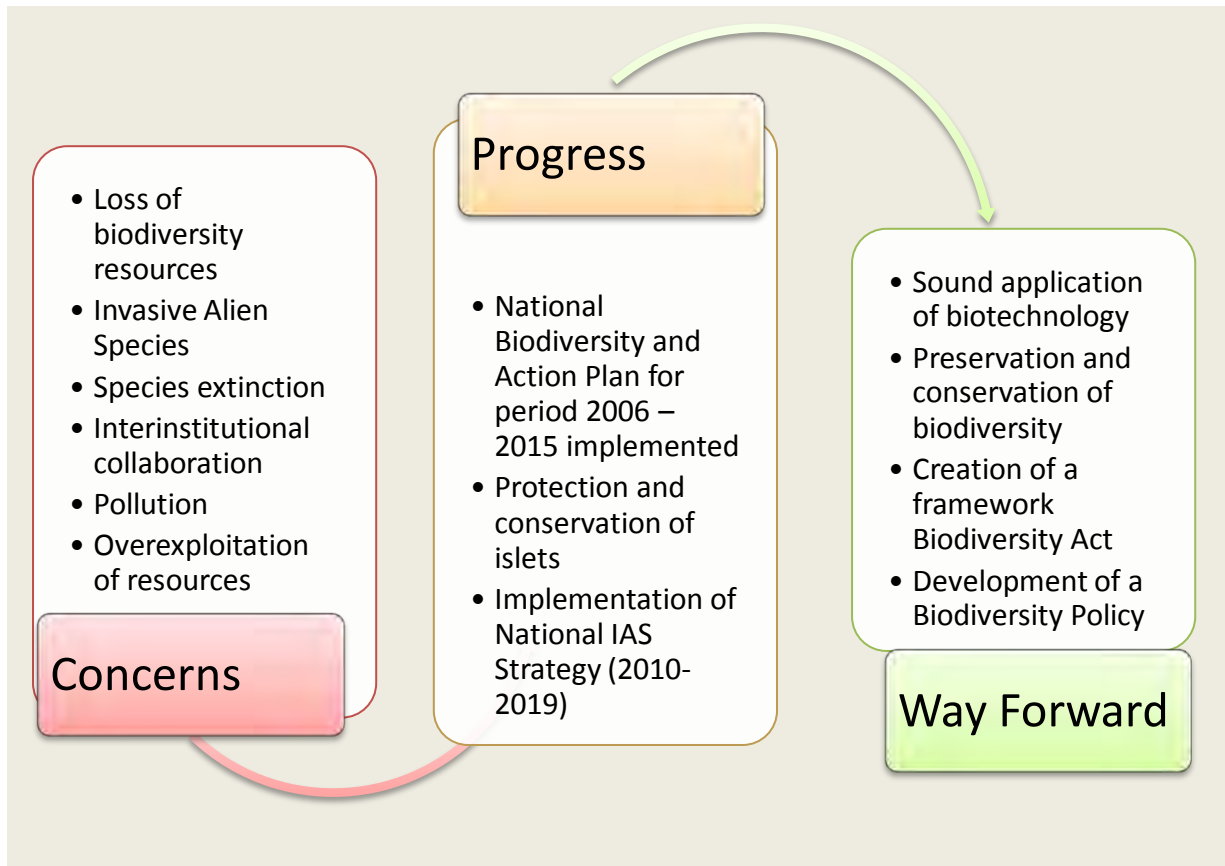 • Loss of
biodiversity
resources
• Invasive Alien
Species
• Species extinction
• Interinstitutional
collaboration
• Pollution
• Overexploitation
of resources
Concerns
Progress
• National
Biodiversity and
Action Plan for
period 2006 –
2015 implemented
• Protection and
conservation of
islets
• Implementation of
National IAS
Strategy (2010-
2019)
• Sound application
of biotechnology
• Preservation and
conservation of
biodiversity
• Creation of a
framework
Biodiversity Act
• Development of a
Biodiversity Policy
Way Forward